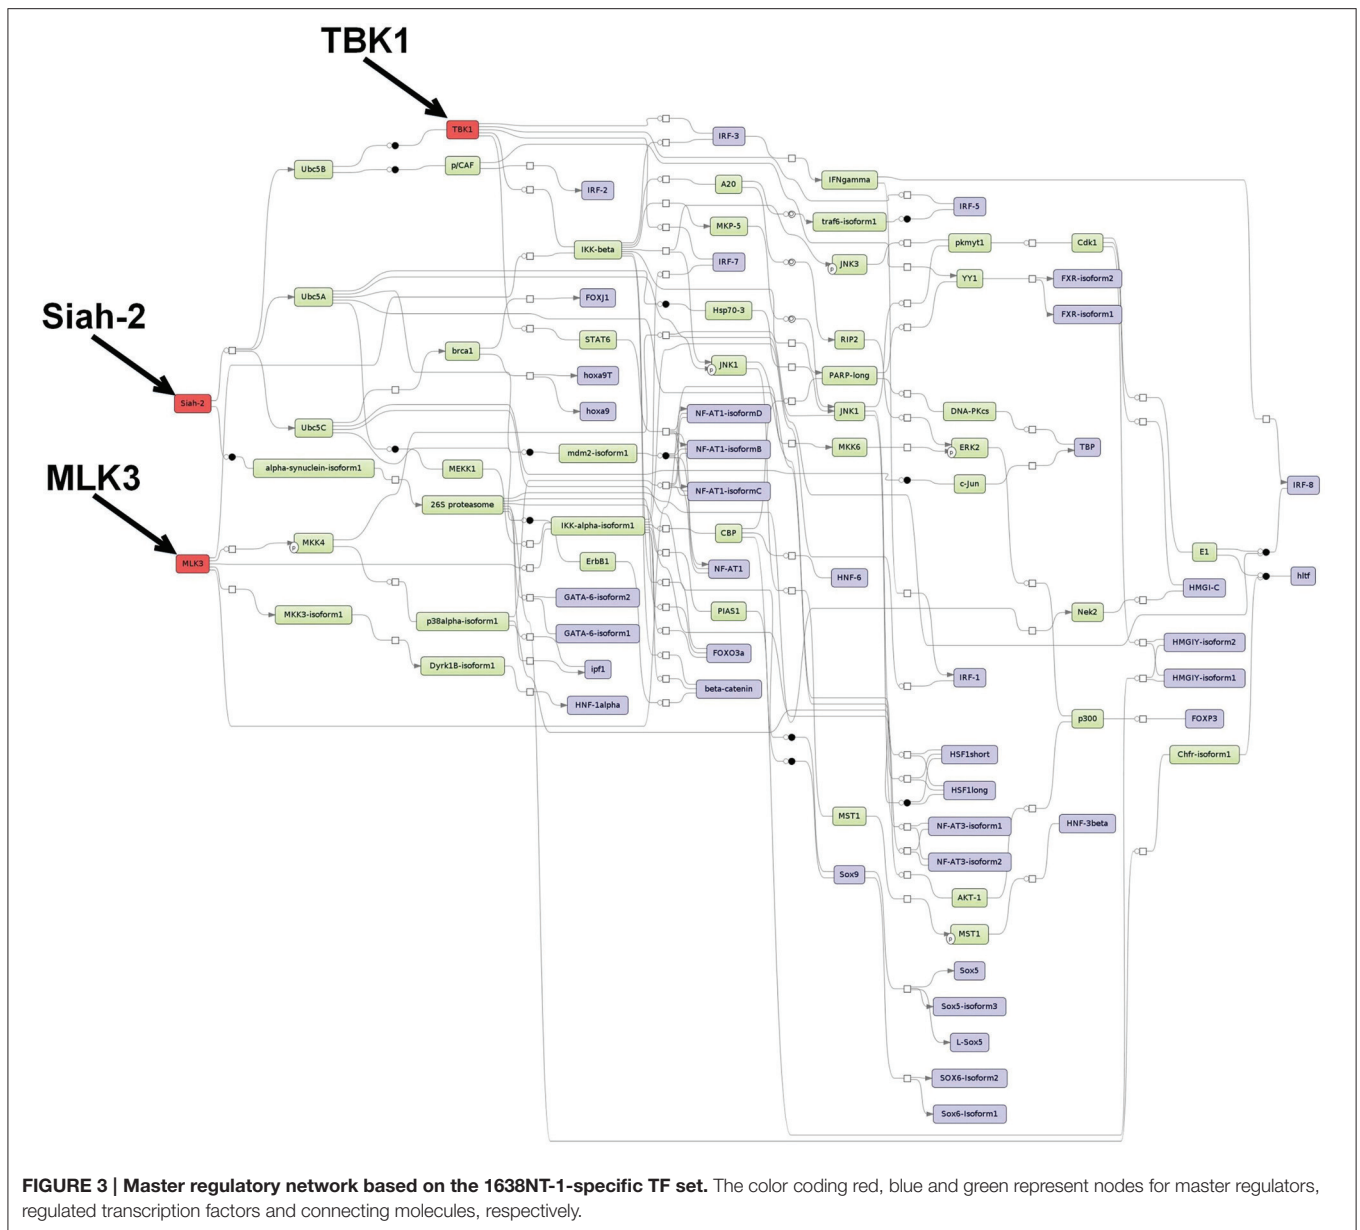 TBK1
Siah-2
MLK3
TBK1
Ubc5B
p/CAF
IRF-3
IRF-2
A20
IFNgamma
IRF-5
traf6-isoform1
MKP-5
IKK-beta
pkmyt1
Cdk1
IRF-7
JNK3
p
YY1
FXR-isoform2
Ubc5A
FOXJ1
Hsp70-3
FXR-isoform1
STAT6
RIP2
brca1
JNK1
p
hoxa9T
PARP-long
Siah-2
hoxa9
NF-AT1-isoformD
JNK1
DNA-PKcs
Ubc5C
NF-AT1-isoformB
MKK6
ERK2
p
TBP
mdm2-isoform1
alpha-synuclein-isoform1
MEKK1
NF-AT1-isoformC
c-Jun
IRF-8
26S proteasome
IKK-alpha-isoform1
CBP
MKK4
p
E1
MLK3
ErbB1
NF-AT1
HNF-6
hltf
HMGI-C
GATA-6-isoform2
MKK3-isoform1
p38alpha-isoform1
PIAS1
Nek2
GATA-6-isoform1
HMGIY-isoform2
FOXO3a
Dyrk1B-isoform1
ipf1
IRF-1
HMGIY-isoform1
beta-catenin
HNF-1alpha
p300
FOXP3
HSF1short
Chfr-isoform1
HSF1long
MST1
NF-AT3-isoform1
HNF-3beta
NF-AT3-isoform2
Sox9
AKT-1
MST1
p
Sox5
Sox5-isoform3
L-Sox5
SOX6-Isoform2
Sox6-Isoform1
FIGURE 3 | Master regulatory network based on the 1638NT-1-specific TF set. The color coding red, blue and green represent nodes for master regulators,
regulated transcription factors and connecting molecules, respectively.